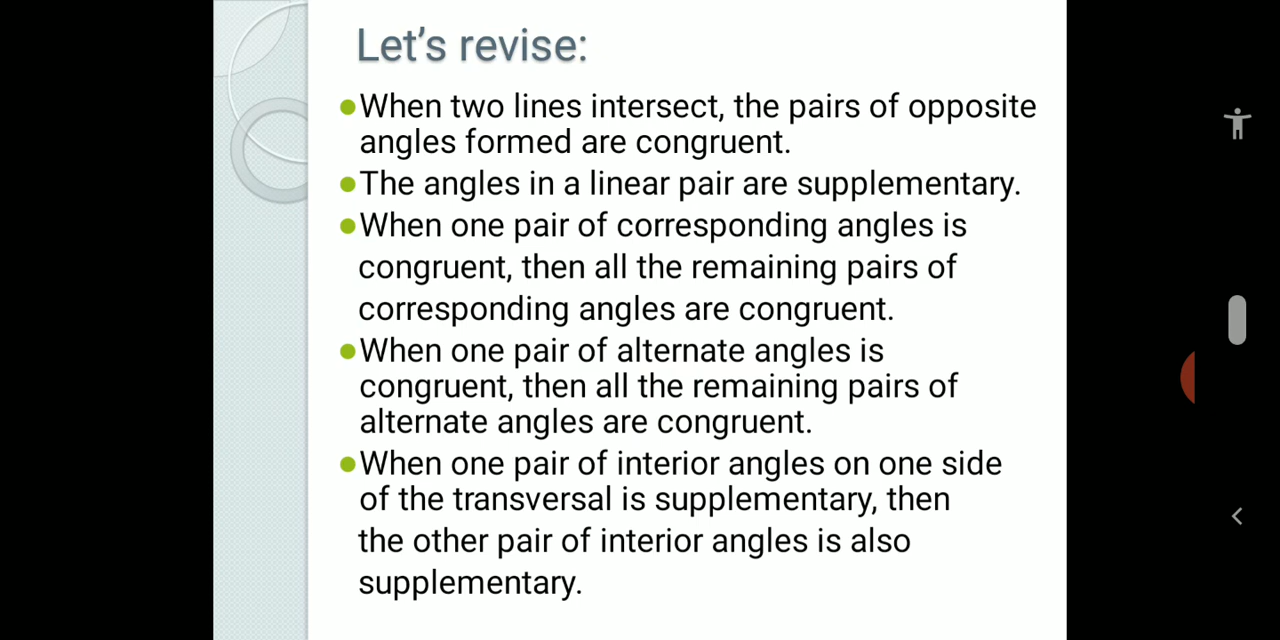 Let's revise:
●When two lines intersect, the pairs of opposite
angles formed are congruent.
●The angles in a linear pair are supplementary.
●When one pair of corresponding angles is
congruent, then all the remaining pairs of
corresponding angles are congruent.
●When one pair of alternate angles is
congruent, then all the remaining pairs of
alternate angles are congruent.
●When one pair of interior angles on one side
of the transversal is supplementary, then
the other pair of interior angles is also
supplementary.